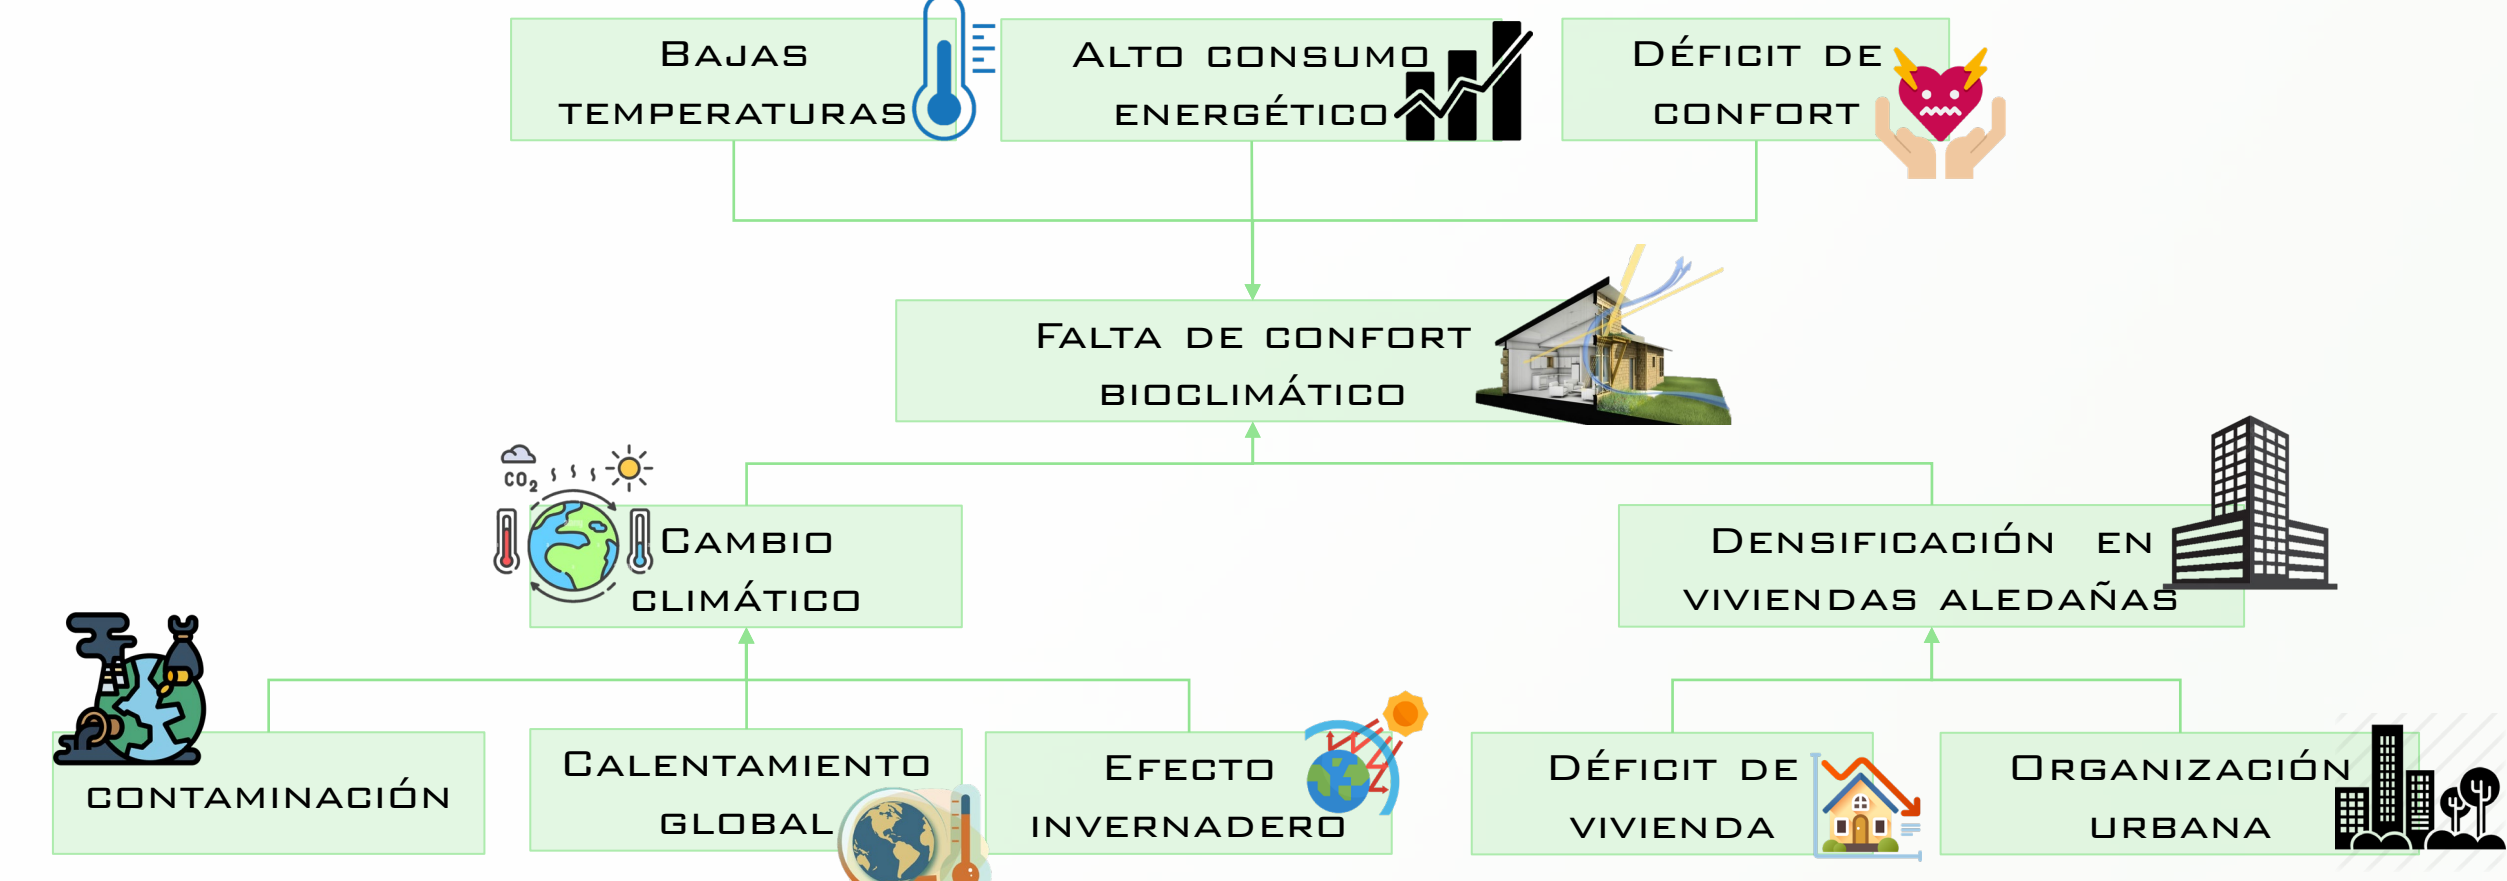 BAJAS
TEMPERATURAS
ALTO CONSUMO
ENERGÉTICO
DÉFICIT DE
CONFORT
FALTA DE CONFORT
BIOCLIMÁTICO
CO2
CAMBIO
CLIMÁTICO
DENSIFICACIÓN EN
VIVIENDAS ALEDAÑAS
CONTAMINACIÓN
CALENTAMIENTO
GLOBAL
EFECTO
INVERNADERO
DÉFICIT DE
VIVIENDA
ORGANIZACIÓN
URBANA